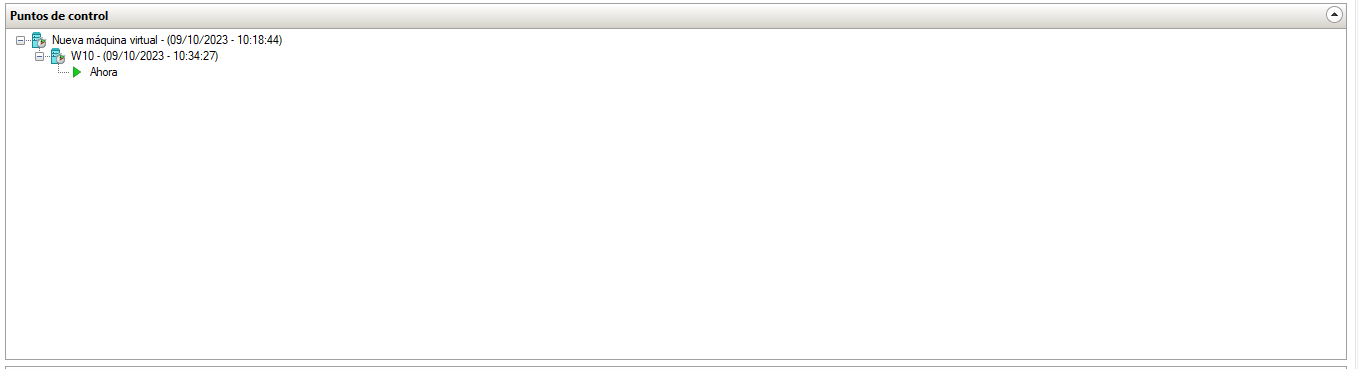 Puntos de control
Nueva máquina virtual - (09/10/2023 - 10:18:44)
W10 - (09/10/2023 - 10:34:27)
Ahora